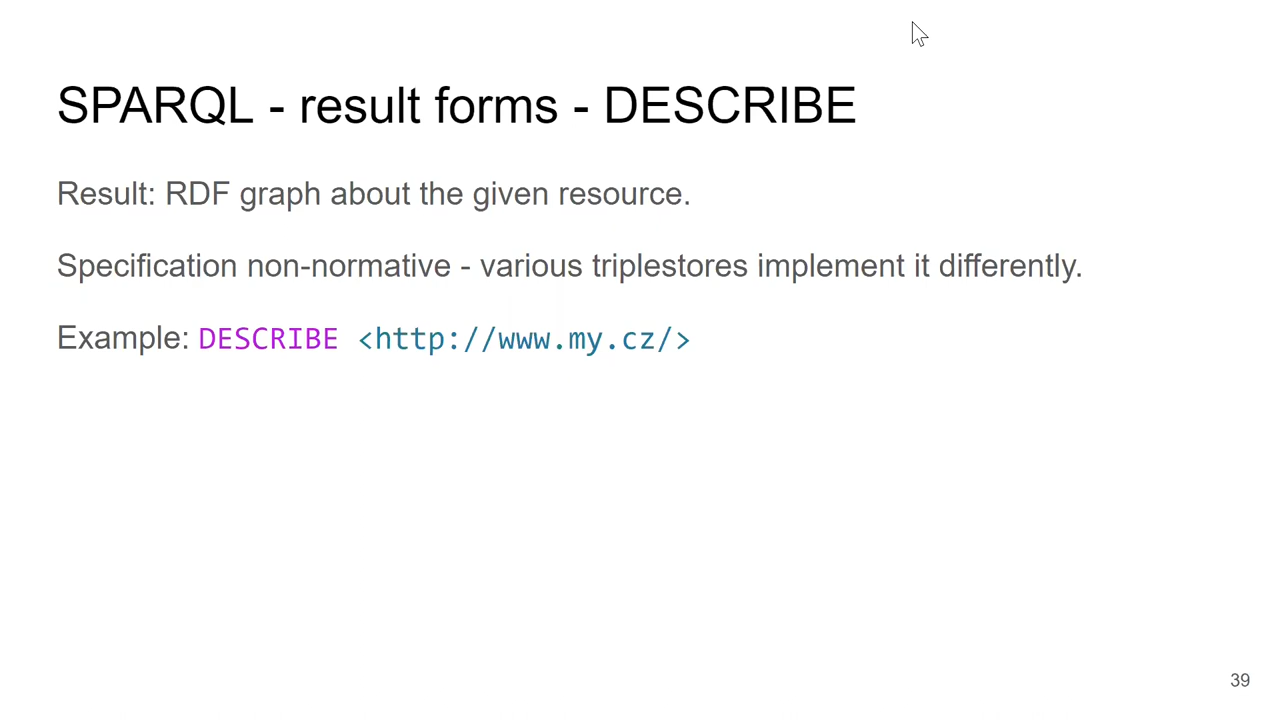 SPARQL - result forms - DESCRIBE
Result: RDF graph about the given resource.
Specification non-normative - various triplestores implement it differently.
Example: DESCRIBE <http://www.my.cz/>
39